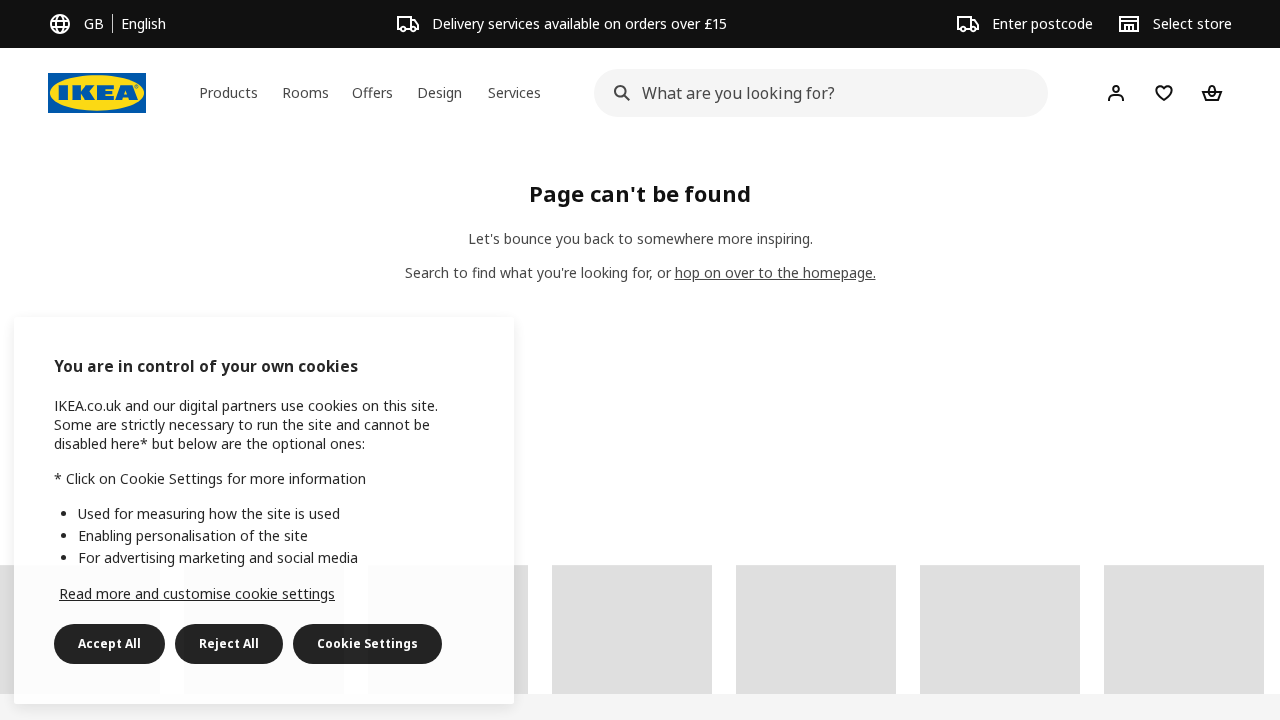 GB English
Delivery services available on orders over £15
Enter postcode
Select store
IKEA
Products
Rooms
Offers
Design
Services
What are you looking for?
Page can't be found
Let's bounce you back to somewhere more inspiring.
Search to find what you're looking for, or hop on over to the homepage.
You are in control of your own cookies
IKEA.co.uk and our digital partners use cookies on this site.
Some are strictly necessary to run the site and cannot be
disabled here* but below are the optional ones:
* Click on Cookie Settings for more information
Used for measuring how the site is used
Enabling personalisation of the site
For advertising marketing and social media
Read more and customise cookie settings
Accept All
Reject All
Cookie Settings